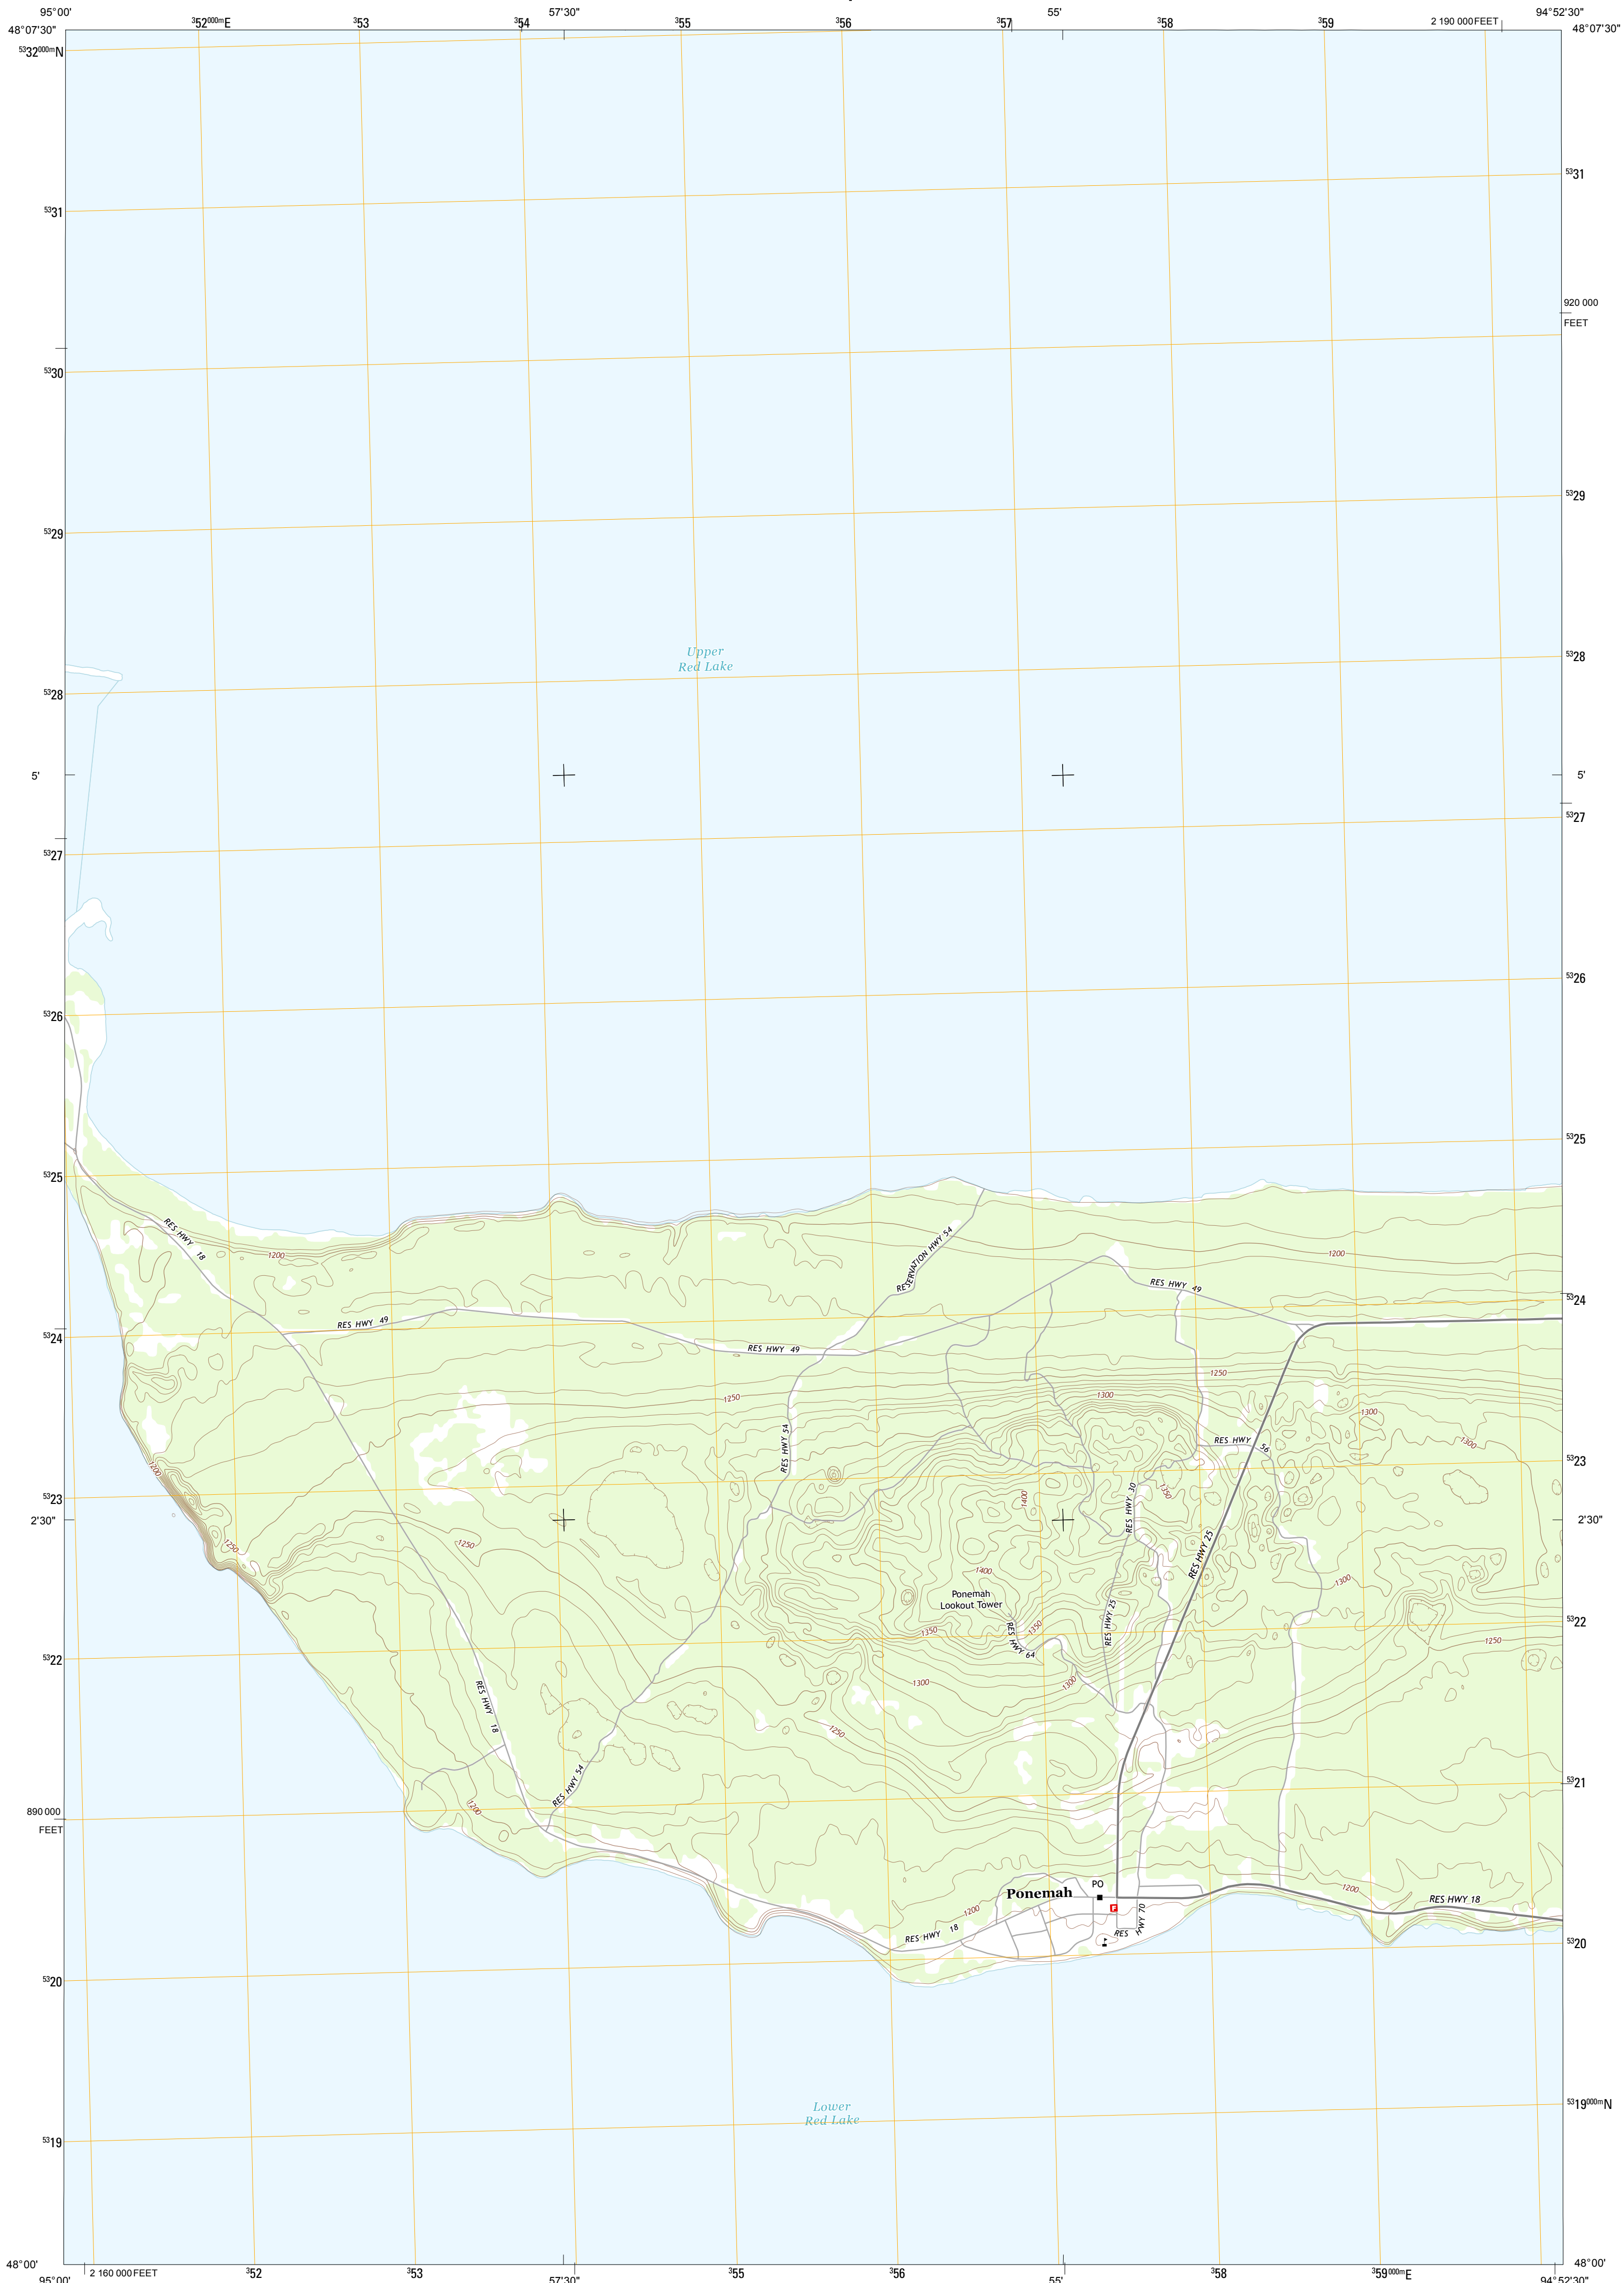 95°00'
57'30"
55'
94°52'30"
352000mE
353
354
355
356
357
358
359
2 190 000 FEET
48°07'30"
48°07'30"
5332000mN
5331
5331
920 000
FEET
5330
5329
5329
Upper
Red Lake
5328
5328
5'
5'
5327
5327
5326
5326
5325
5325
RES HWY 18
RESERVATION HWY 54
1200
1200
RES HWY 49
5324
RES HWY 49
5324
RES HWY 49
1250
1250
1300
1300
RES HWY 54
RES HWY 56
1300
1200
5323
5323
1400
RES HWY 30
1350
2'30"
2'30"
1250
1250
RES HWY 25
1400
1300
Ponemah
Lookout Tower
RES HWY 25
5322
1350
1350
RES HWY 64
1250
5322
1300
1300
RES HWY 18
1250
RES HWY 54
5321
1200
890 000
FEET
PO
Ponemah
F
1200
1200
RES HWY 18
RES HWY 18
RES HWY 70
5320
5320
Lower
Red Lake
5319000mN
5319
48°00'
48°00'
2 160 000 FEET
352
353
355
356
358
359000mE
95°00'
57'30"
55'
94°52'30"